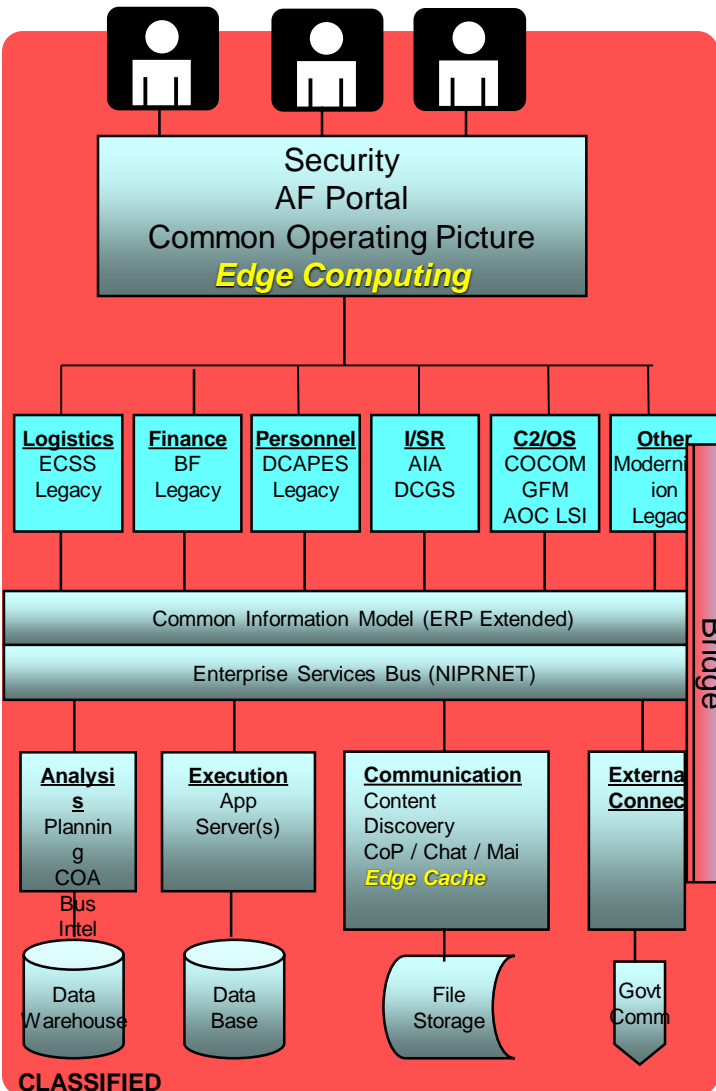 Security
AF Portal
Common Operating Picture
Edge Computing
Logistics
ECSS
Legacy
Finance
BF
Legacy
Personnel
DCAPES
Legacy
I/SR
AIA
DCGS
C2/OS
COCOM
GFM
AOC LSI
Other
Moderni
ion
Legac
Bridge
Common Information Model (ERP Extended)
Enterprise Services Bus (NIPRNET)
Analysi
s
Plannin
g
COA
Bus
Intel
Execution
App
Server(s)
Communication
Content
Discovery
CoP / Chat / Mai
Edge Cache
Externa
Connec
Data
Warehouse
Data
Base
File
Storage
Govt
Comm
CLASSIFIED